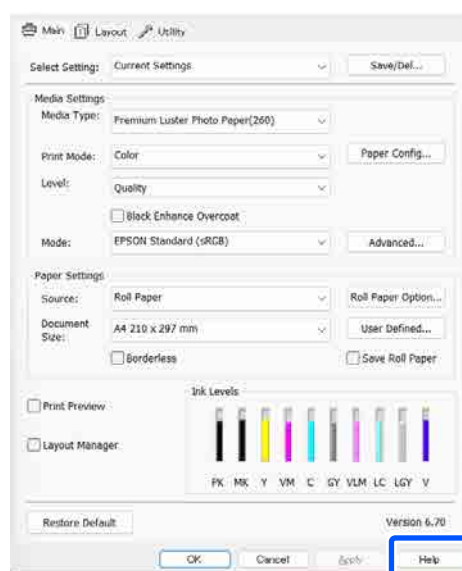 Main Layout Utility
Select Setting: Current Settings Save/Del...
Media Settings
Media Type: Premium Luster Photo Paper(260)
Print Mode: Color Paper Config...
Level: Quality
Black Enhance Overcoat
Mode: EPSON Standard (sRGB) Advanced...
Paper Settings
Source: Roll Paper Roll Paper Option...
Document Size: A4 210 x 297 mm User Defined...
Borderless Save Roll Paper
Print Preview
Layout Manager
Ink Levels
PK MK Y VM C GY VLM LC LGY V
Restore Default Version 6.70
OK Cancel Apply Help